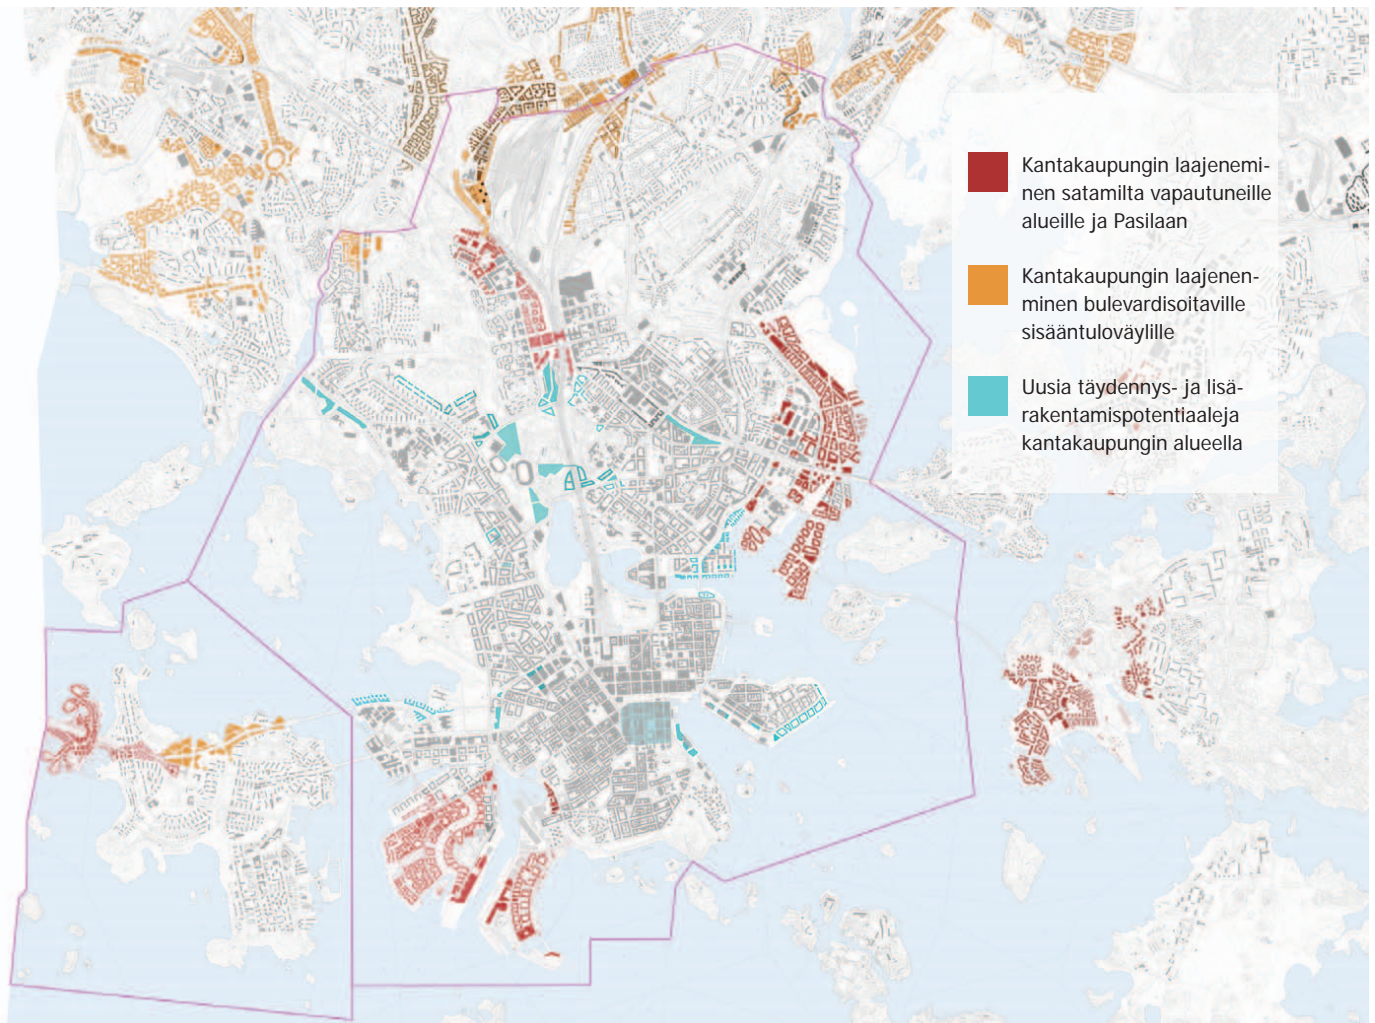 Kantakaupungin laajenemi-
nen satamilta vapautuneille
alueille ja Pasilaan
Kantakaupungin laajenen-
minen bulevardisoitaville
sisääntuloväylille
Uusia täydennys- ja lisä-
rakentamispotentiaaleja
kantakaupungin alueella